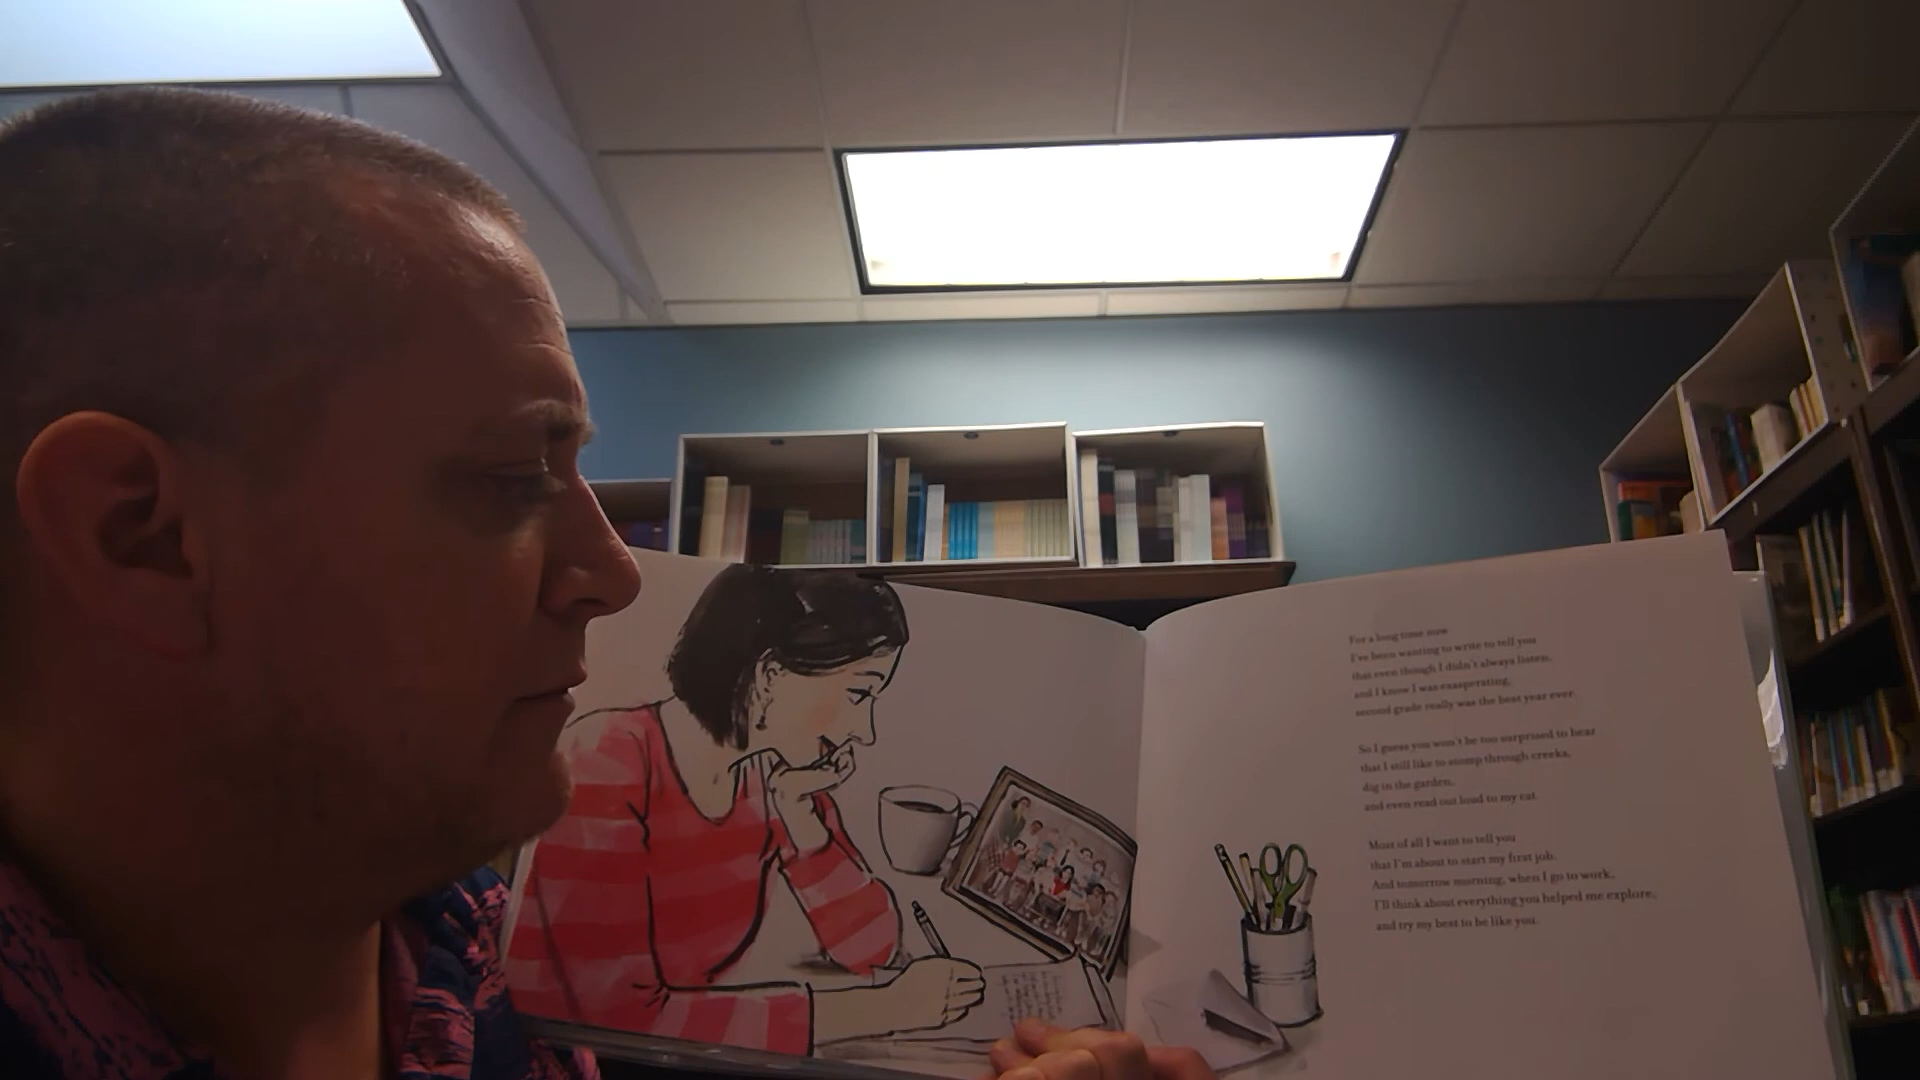 For a long time now
I've been wanting to write to tell you
that even though I didn't always listen,
and I know I was exasperating,
second grade really was the best year ever.
So I guess you won't be too surprised to hear
that I still like to stomp through creeks,
dig in the garden,
and even read out loud to my cat.
Most of all I want to tell you
that I'm about to start my first job.
And tomorrow morning, when I go to work,
I'll think about everything you helped me explore,
and try my best to be like you.